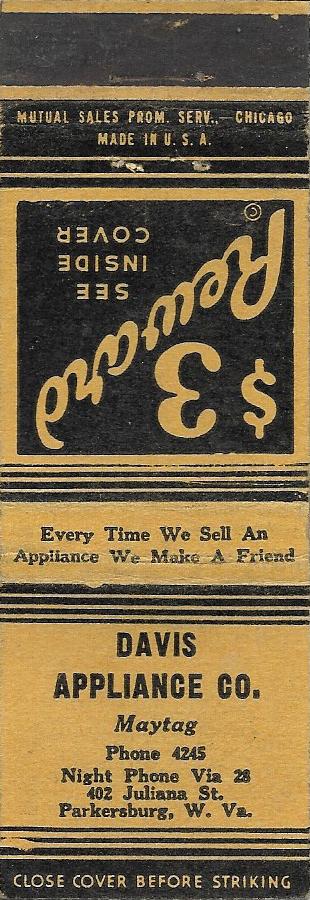 MUTUAL SALES PROM. SERV., - CHICAGO
MADE IN U. S. A.
$3
Reward ©
SEE
INSIDE
COVER
Every Time We Sell An
Appliance We Make A Friend
DAVIS
APPLIANCE CO.
Maytag
Phone 4245
Night Phone Via 28
402 Juliana St.
Parkersburg, W. Va.
CLOSE COVER BEFORE STRIKING